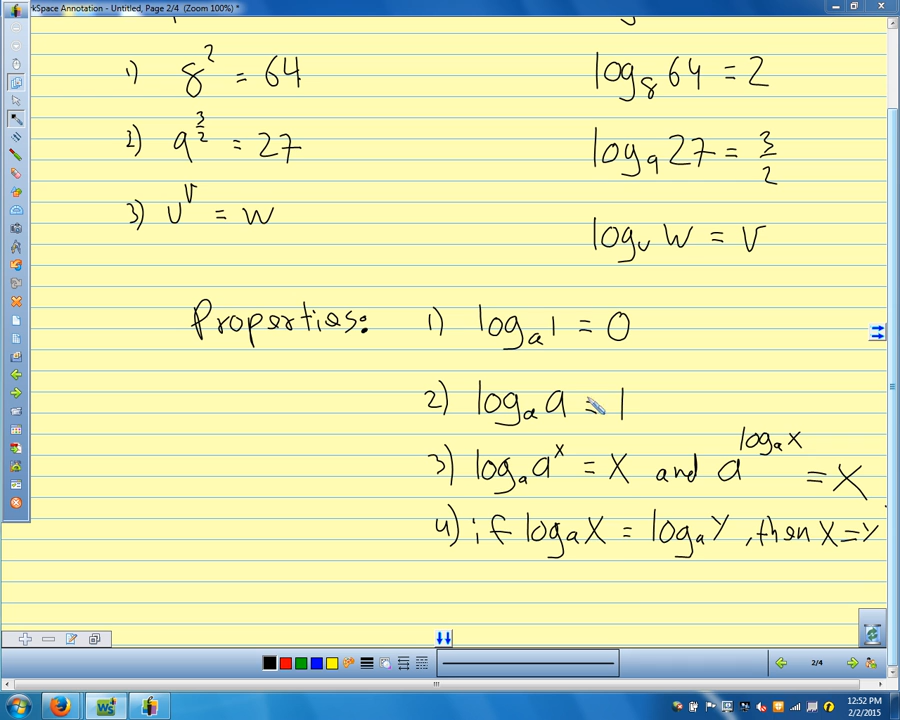 rkSpace Annotation - Untitled, Page 2/4 (Zoom 100%) *
1) 8² = 64
log₈ 64 = 2
2) 9^(3/2) = 27
log₉ 27 = 3/2
3) u^v = w
logᵤ w = v
Properties: 1) logₐ 1 = 0
2) logₐ a = 1
3) logₐ a^x = x and a^(logₐ x) = x
4) if logₐ x = logₐ y, then x = y
2/4
12:52 PM
2/2/2015